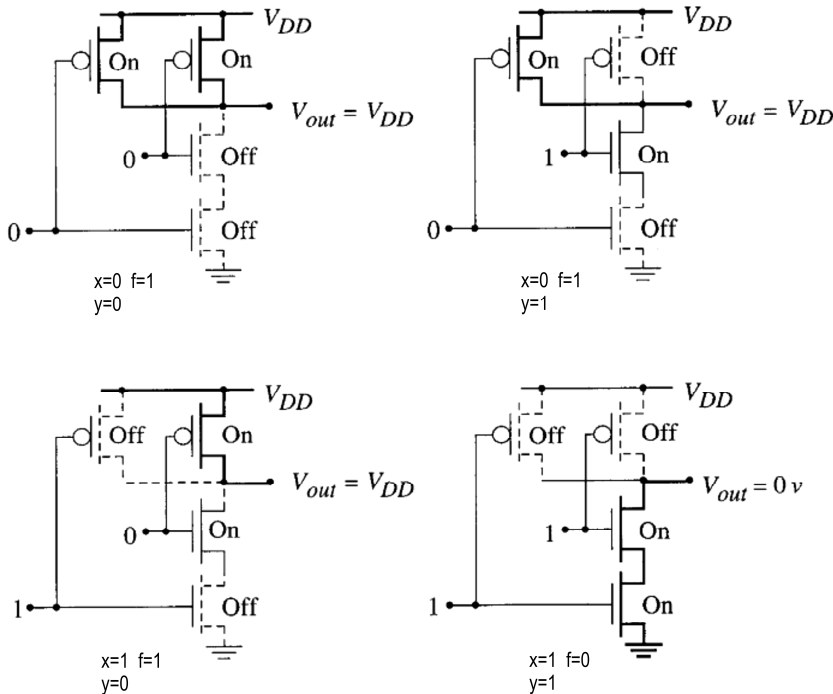 V_DD
On
On
V_out = V_DD
0
Off
0
Off
x=0 f=1
y=0
V_DD
On
Off
V_out = V_DD
1
On
0
Off
x=0 f=1
y=1
V_DD
Off
On
V_out = V_DD
0
On
1
Off
x=1 f=1
y=0
V_DD
Off
Off
V_out = 0 v
1
On
1
On
x=1 f=0
y=1